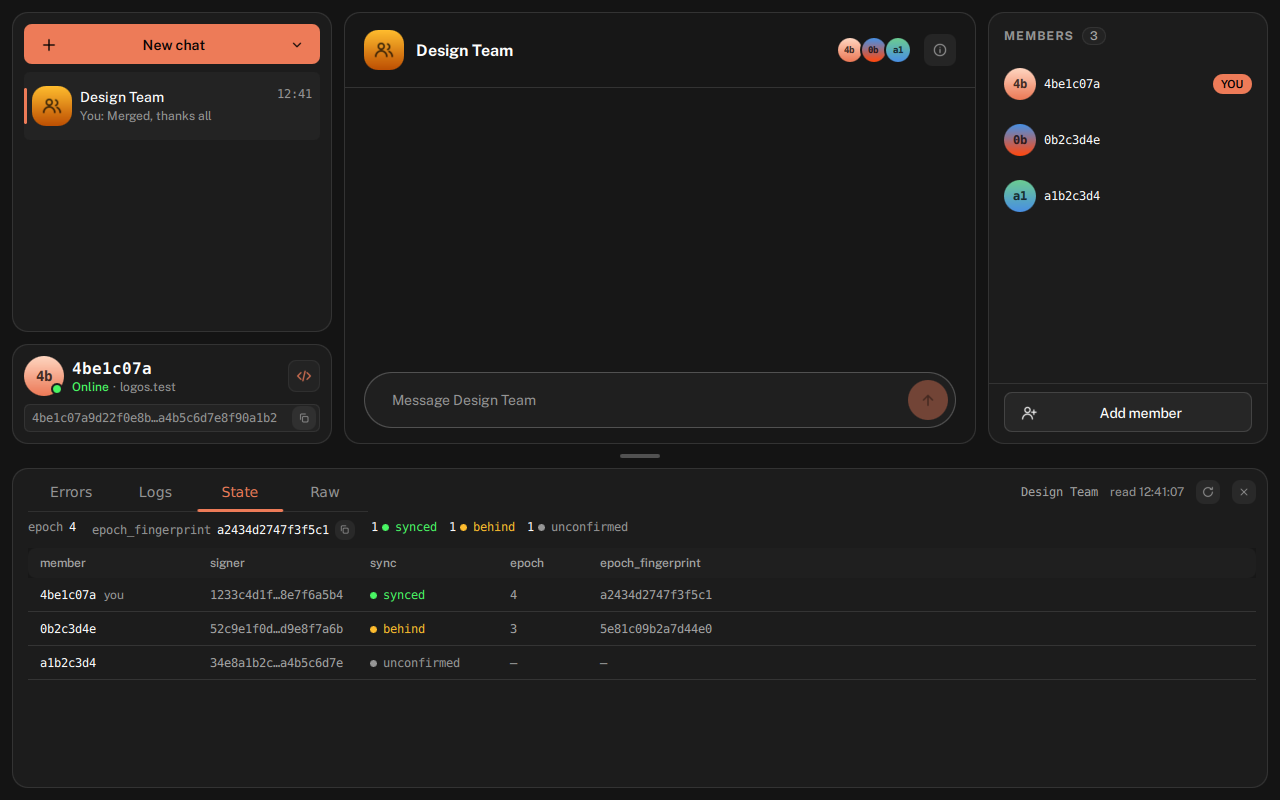 New chat
Design Team
12:41
You: Merged, thanks all
4b
4be1c07a
Online · logos.test
4be1c07a9d22f0e8b…a4b5c6d7e8f90a1b2
Design Team
4b 0b a1
Message Design Team
MEMBERS 3
4b 4be1c07a YOU
0b 0b2c3d4e
a1 a1b2c3d4
Add member
Errors Logs State Raw
Design Team read 12:41:07
epoch 4 epoch_fingerprint a2434d2747f3f5c1 1 synced 1 behind 1 unconfirmed
member signer sync epoch epoch_fingerprint
4be1c07a you 1233c4d1f…8e7f6a5b4 synced 4 a2434d2747f3f5c1
0b2c3d4e 52c9e1f0d…d9e8f7a6b behind 3 5e81c09b2a7d44e0
a1b2c3d4 34e8a1b2c…a4b5c6d7e unconfirmed — —